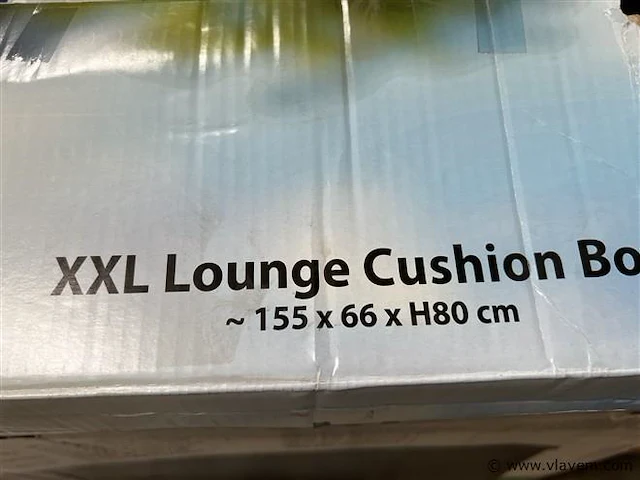 XXL Lounge Cushion Bo
~ 155 x 66 x H80 cm
© www.vlavem.com